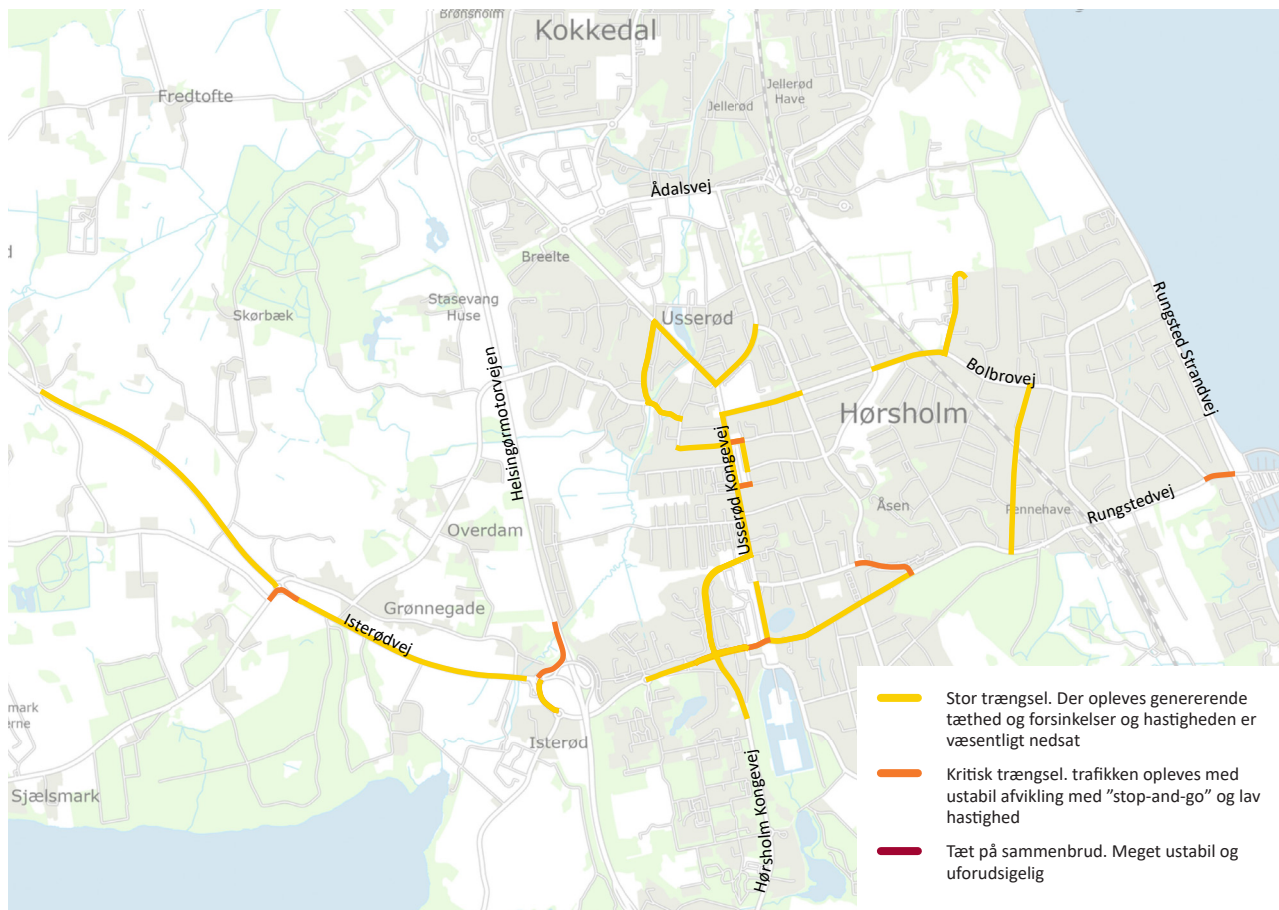 Brønsholm
Kokkedal
Fredtofte
Jellerød
Have
Jellerød
Ådalsvej
Breelte
Stasevang
Huse
Skørbæk
Usserød
Rungsted Strandvej
Bolbrovej
Helsingørmotorvejen
Hørsholm
Usserød Kongevej
Åsen
Rungstedvej
Overdam
Grønnegade
Isterødvej
mark
erne
Isterød
Sjælsmark
Hørsholm Kongevej
Stor trængsel. Der opleves genererende
tæthed og forsinkelser og hastigheden er
væsentligt nedsat
Kritisk trængsel. trafikken opleves med
ustabil afvikling med ”stop-and-go” og lav
hastighed
Tæt på sammenbrud. Meget ustabil og
uforudsigelig